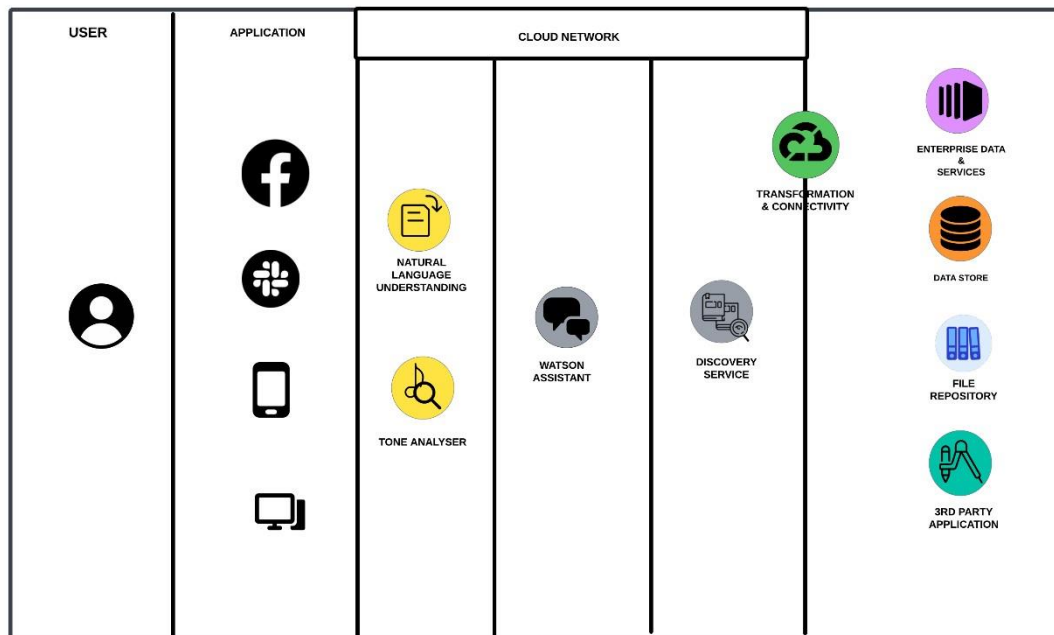 USER
APPLICATION
CLOUD NETWORK
NATURAL
LANGUAGE
UNDERSTANDING
TONE ANALYSER
WATSON
ASSISTANT
DISCOVERY
SERVICE
TRANSFORMATION
& CONNECTIVITY
ENTERPRISE DATA
&
SERVICES
DATA STORE
FILE
REPOSITORY
3RD PARTY
APPLICATION